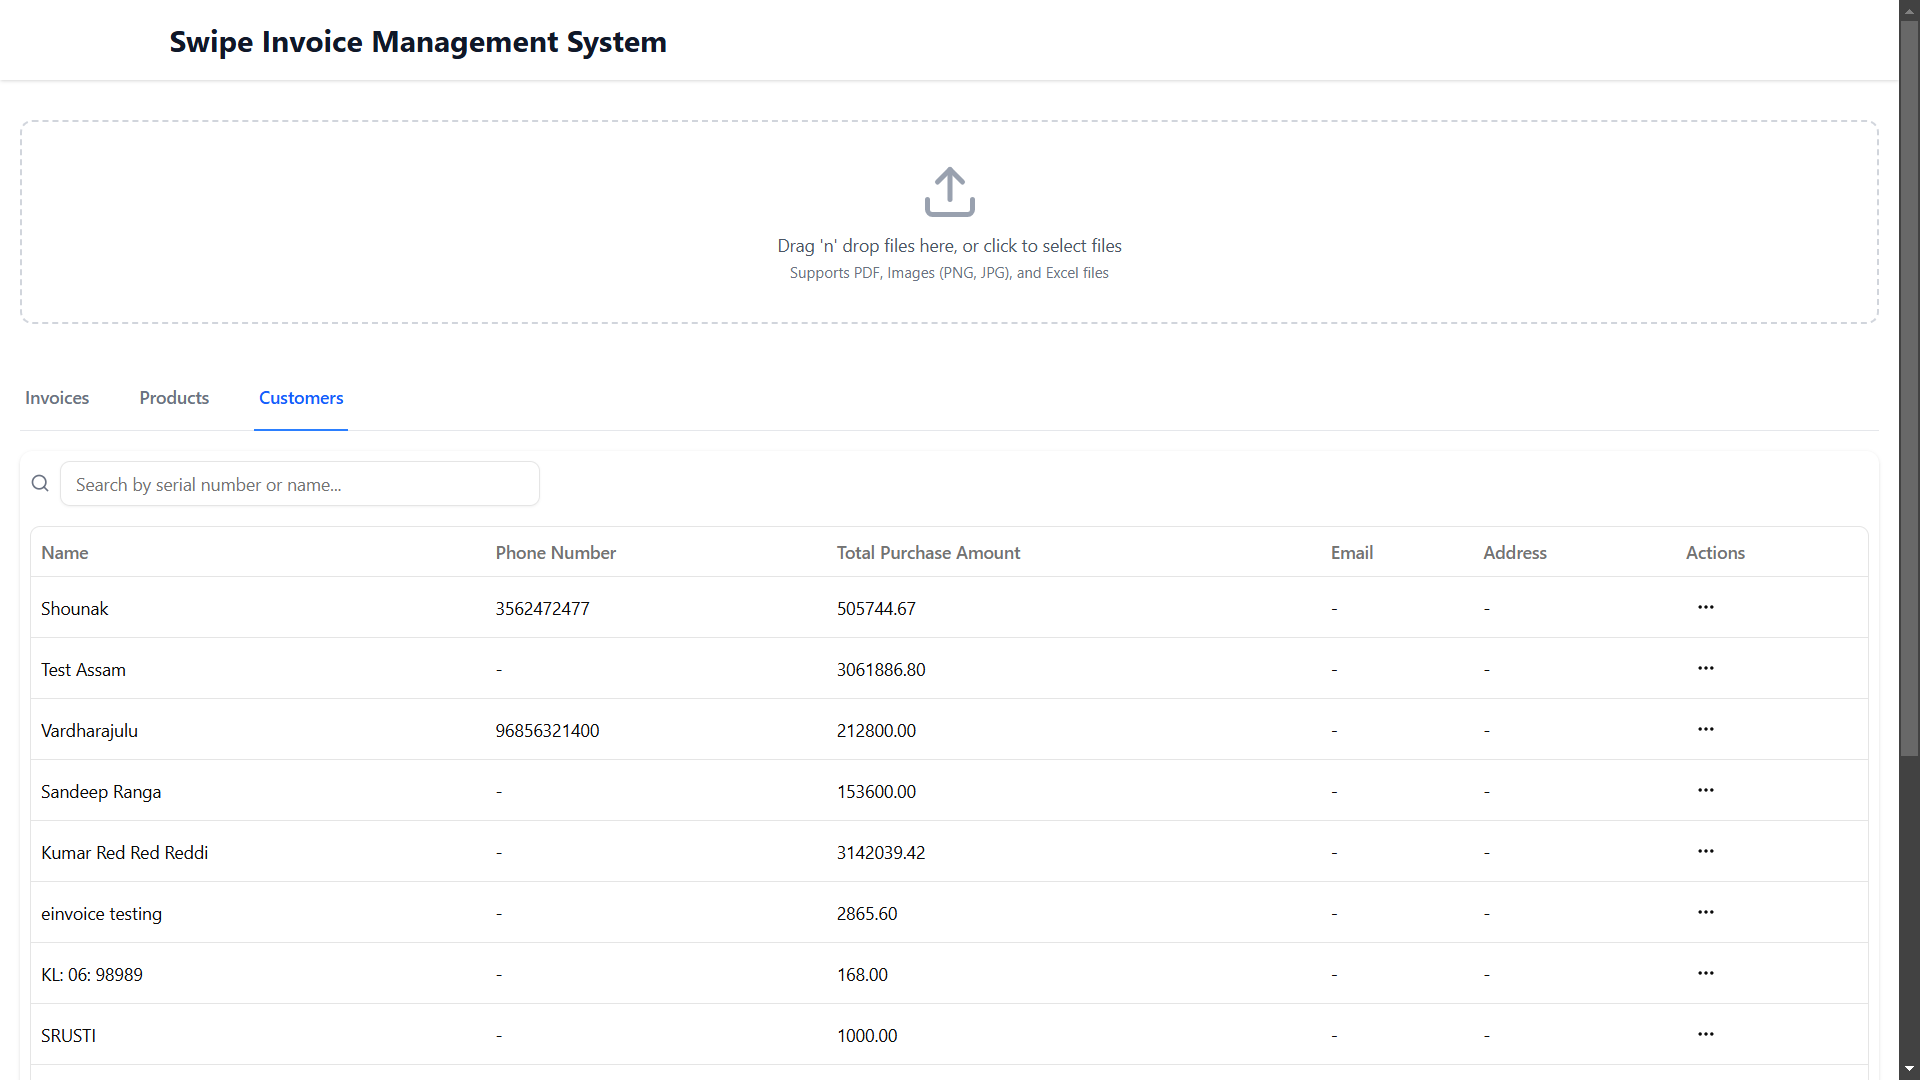 Swipe Invoice Management System
Drag 'n' drop files here, or click to select files
Supports PDF, Images (PNG, JPG), and Excel files
Invoices Products Customers
Search by serial number or name...
Name Phone Number Total Purchase Amount Email Address Actions
Shounak 3562472477 505744.67 - - ...
Test Assam - 3061886.80 - - ...
Vardharajulu 96856321400 212800.00 - - ...
Sandeep Ranga - 153600.00 - - ...
Kumar Red Red Reddi - 3142039.42 - - ...
einvoice testing - 2865.60 - - ...
KL: 06: 98989 - 168.00 - - ...
SRUSTI - 1000.00 - - ...